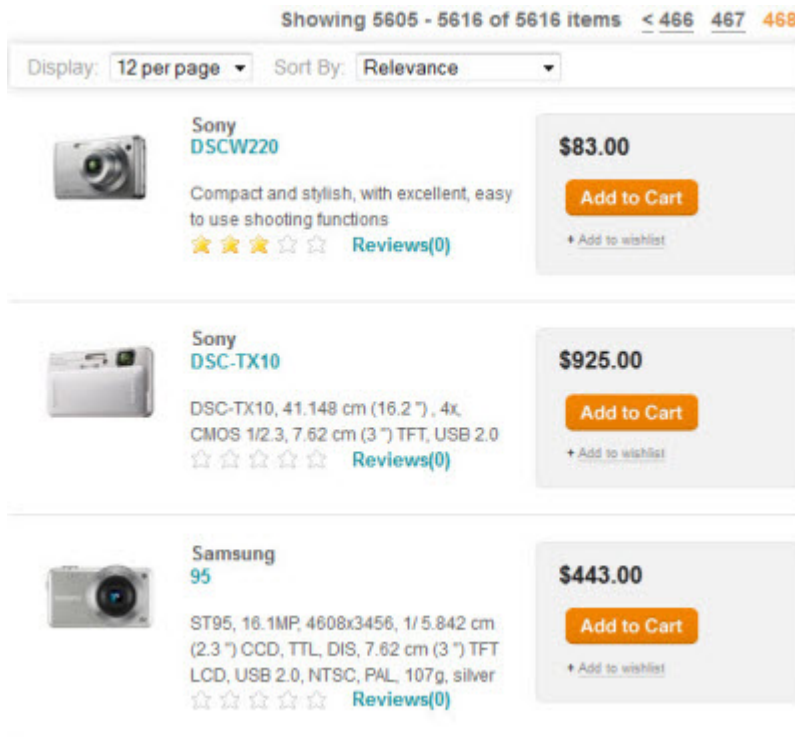 Showing 5605 - 5616 of 5616 items < 466 467 468
Display: 12 per page Sort By: Relevance
Sony
DSCW220
$83.00
Compact and stylish, with excellent, easy
to use shooting functions
Add to Cart
+ Add to wishlist
Reviews(0)
Sony
DSC-TX10
$925.00
DSC-TX10, 41.148 cm (16.2 ") , 4x,
CMOS 1/2.3, 7.62 cm (3 ") TFT, USB 2.0
Add to Cart
+ Add to wishlist
Reviews(0)
Samsung
95
$443.00
ST95, 16.1MP, 4608x3456, 1/ 5.842 cm
(2.3 ") CCD, TTL, DIS, 7.62 cm (3 ") TFT
LCD, USB 2.0, NTSC, PAL, 107g, silver
Add to Cart
+ Add to wishlist
Reviews(0)